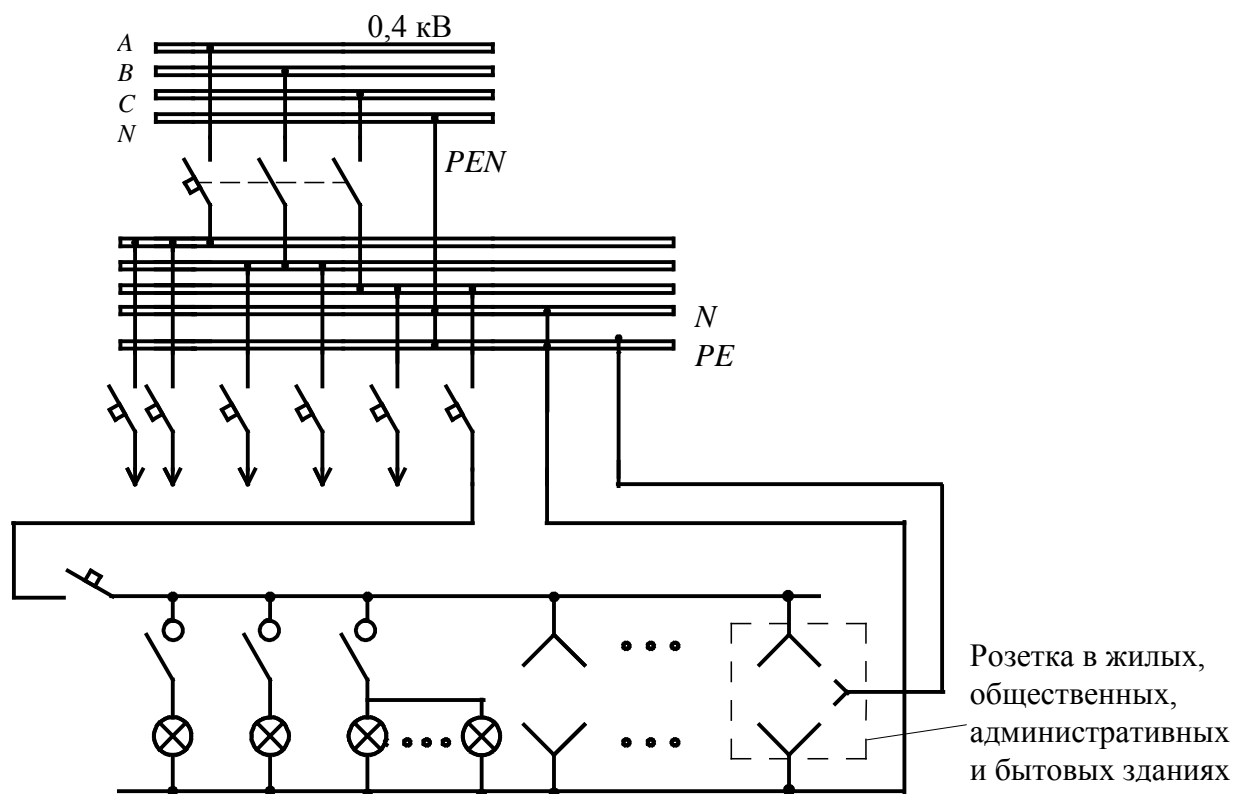 0,4 кВ
A
B
C
N
PEN
N
PE
Розетка в жилых,
общественных,
административных
и бытовых зданиях